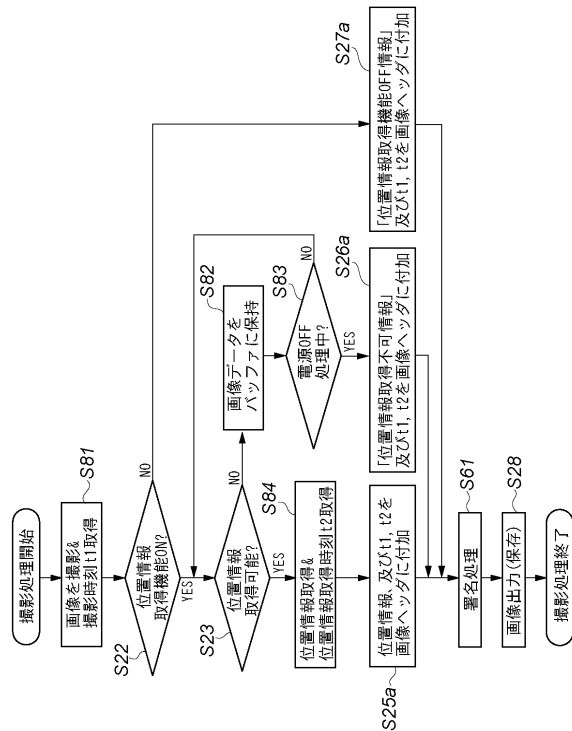 撮影処理開始
S81
画像を撮影&
撮影時刻t1取得
S22
位置情報
取得機能ON?
NO
YES
S23
位置情報
取得可能?
NO
YES
S82
画像データを
バッファに保持
S83
電源OFF
処理中?
NO
YES
S84
位置情報取得&
位置情報取得時刻t2取得
S25a
位置情報、及びt1, t2を
画像ヘッダに付加
S26a
「位置情報取得不可情報」
及びt1, t2を画像ヘッダに付加
S27a
「位置情報取得機能OFF情報」
及びt1, t2を画像ヘッダに付加
S61
署名処理
S28
画像出力(保存)
撮影処理終了